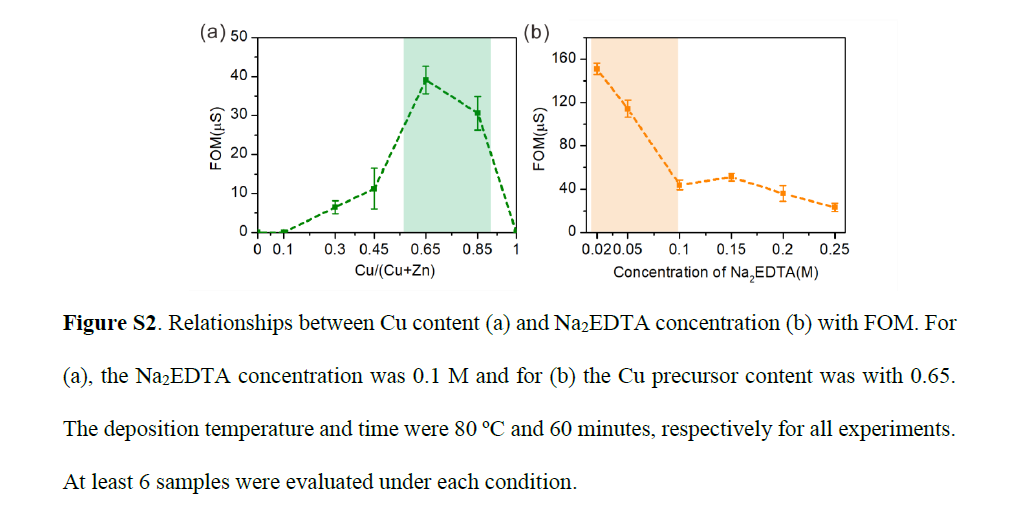 (a)
50
40
30
20
10
0
FOM(μS)
0 0.1 0.3 0.45 0.65 0.85 1
Cu/(Cu+Zn)
(b)
160
120
80
40
0
FOM(μS)
0.02 0.05 0.1 0.15 0.2 0.25
Concentration of Na₂EDTA(M)
Figure S2. Relationships between Cu content (a) and Na₂EDTA concentration (b) with FOM. For
(a), the Na₂EDTA concentration was 0.1 M and for (b) the Cu precursor content was with 0.65.
The deposition temperature and time were 80 ºC and 60 minutes, respectively for all experiments.
At least 6 samples were evaluated under each condition.